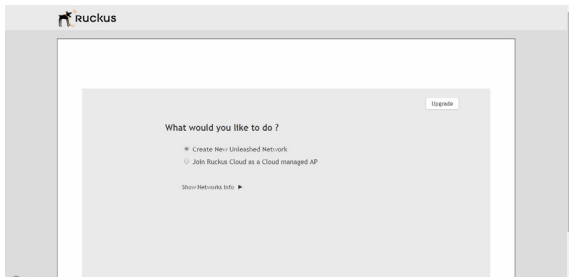 Ruckus
Upgrade
What would you like to do ?
Create New Unleashed Network
Join Ruckus Cloud as a Cloud managed AP
Show Networks Info ►